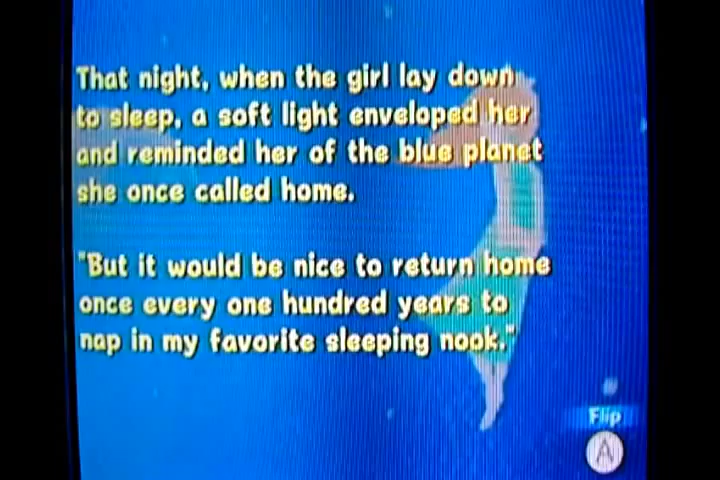 That night, when the girl lay down
to sleep, a soft light enveloped her
and reminded her of the blue planet
she once called home.
"But it would be nice to return home
once every one hundred years to
nap in my favorite sleeping nook."
Flip
A